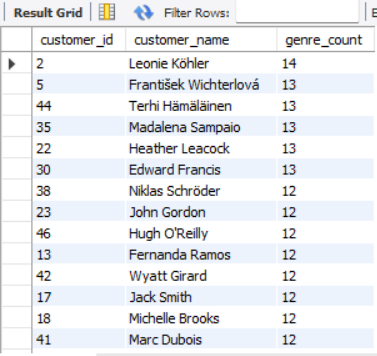 Result Grid Filter Rows:
customer_id customer_name genre_count
2 Leonie Köhler 14
5 František Wichterlová 13
44 Terhi Hämäläinen 13
35 Madalena Sampaio 13
22 Heather Leacock 13
30 Edward Francis 13
38 Niklas Schröder 12
23 John Gordon 12
46 Hugh O'Reilly 12
13 Fernanda Ramos 12
42 Wyatt Girard 12
17 Jack Smith 12
18 Michelle Brooks 12
41 Marc Dubois 12